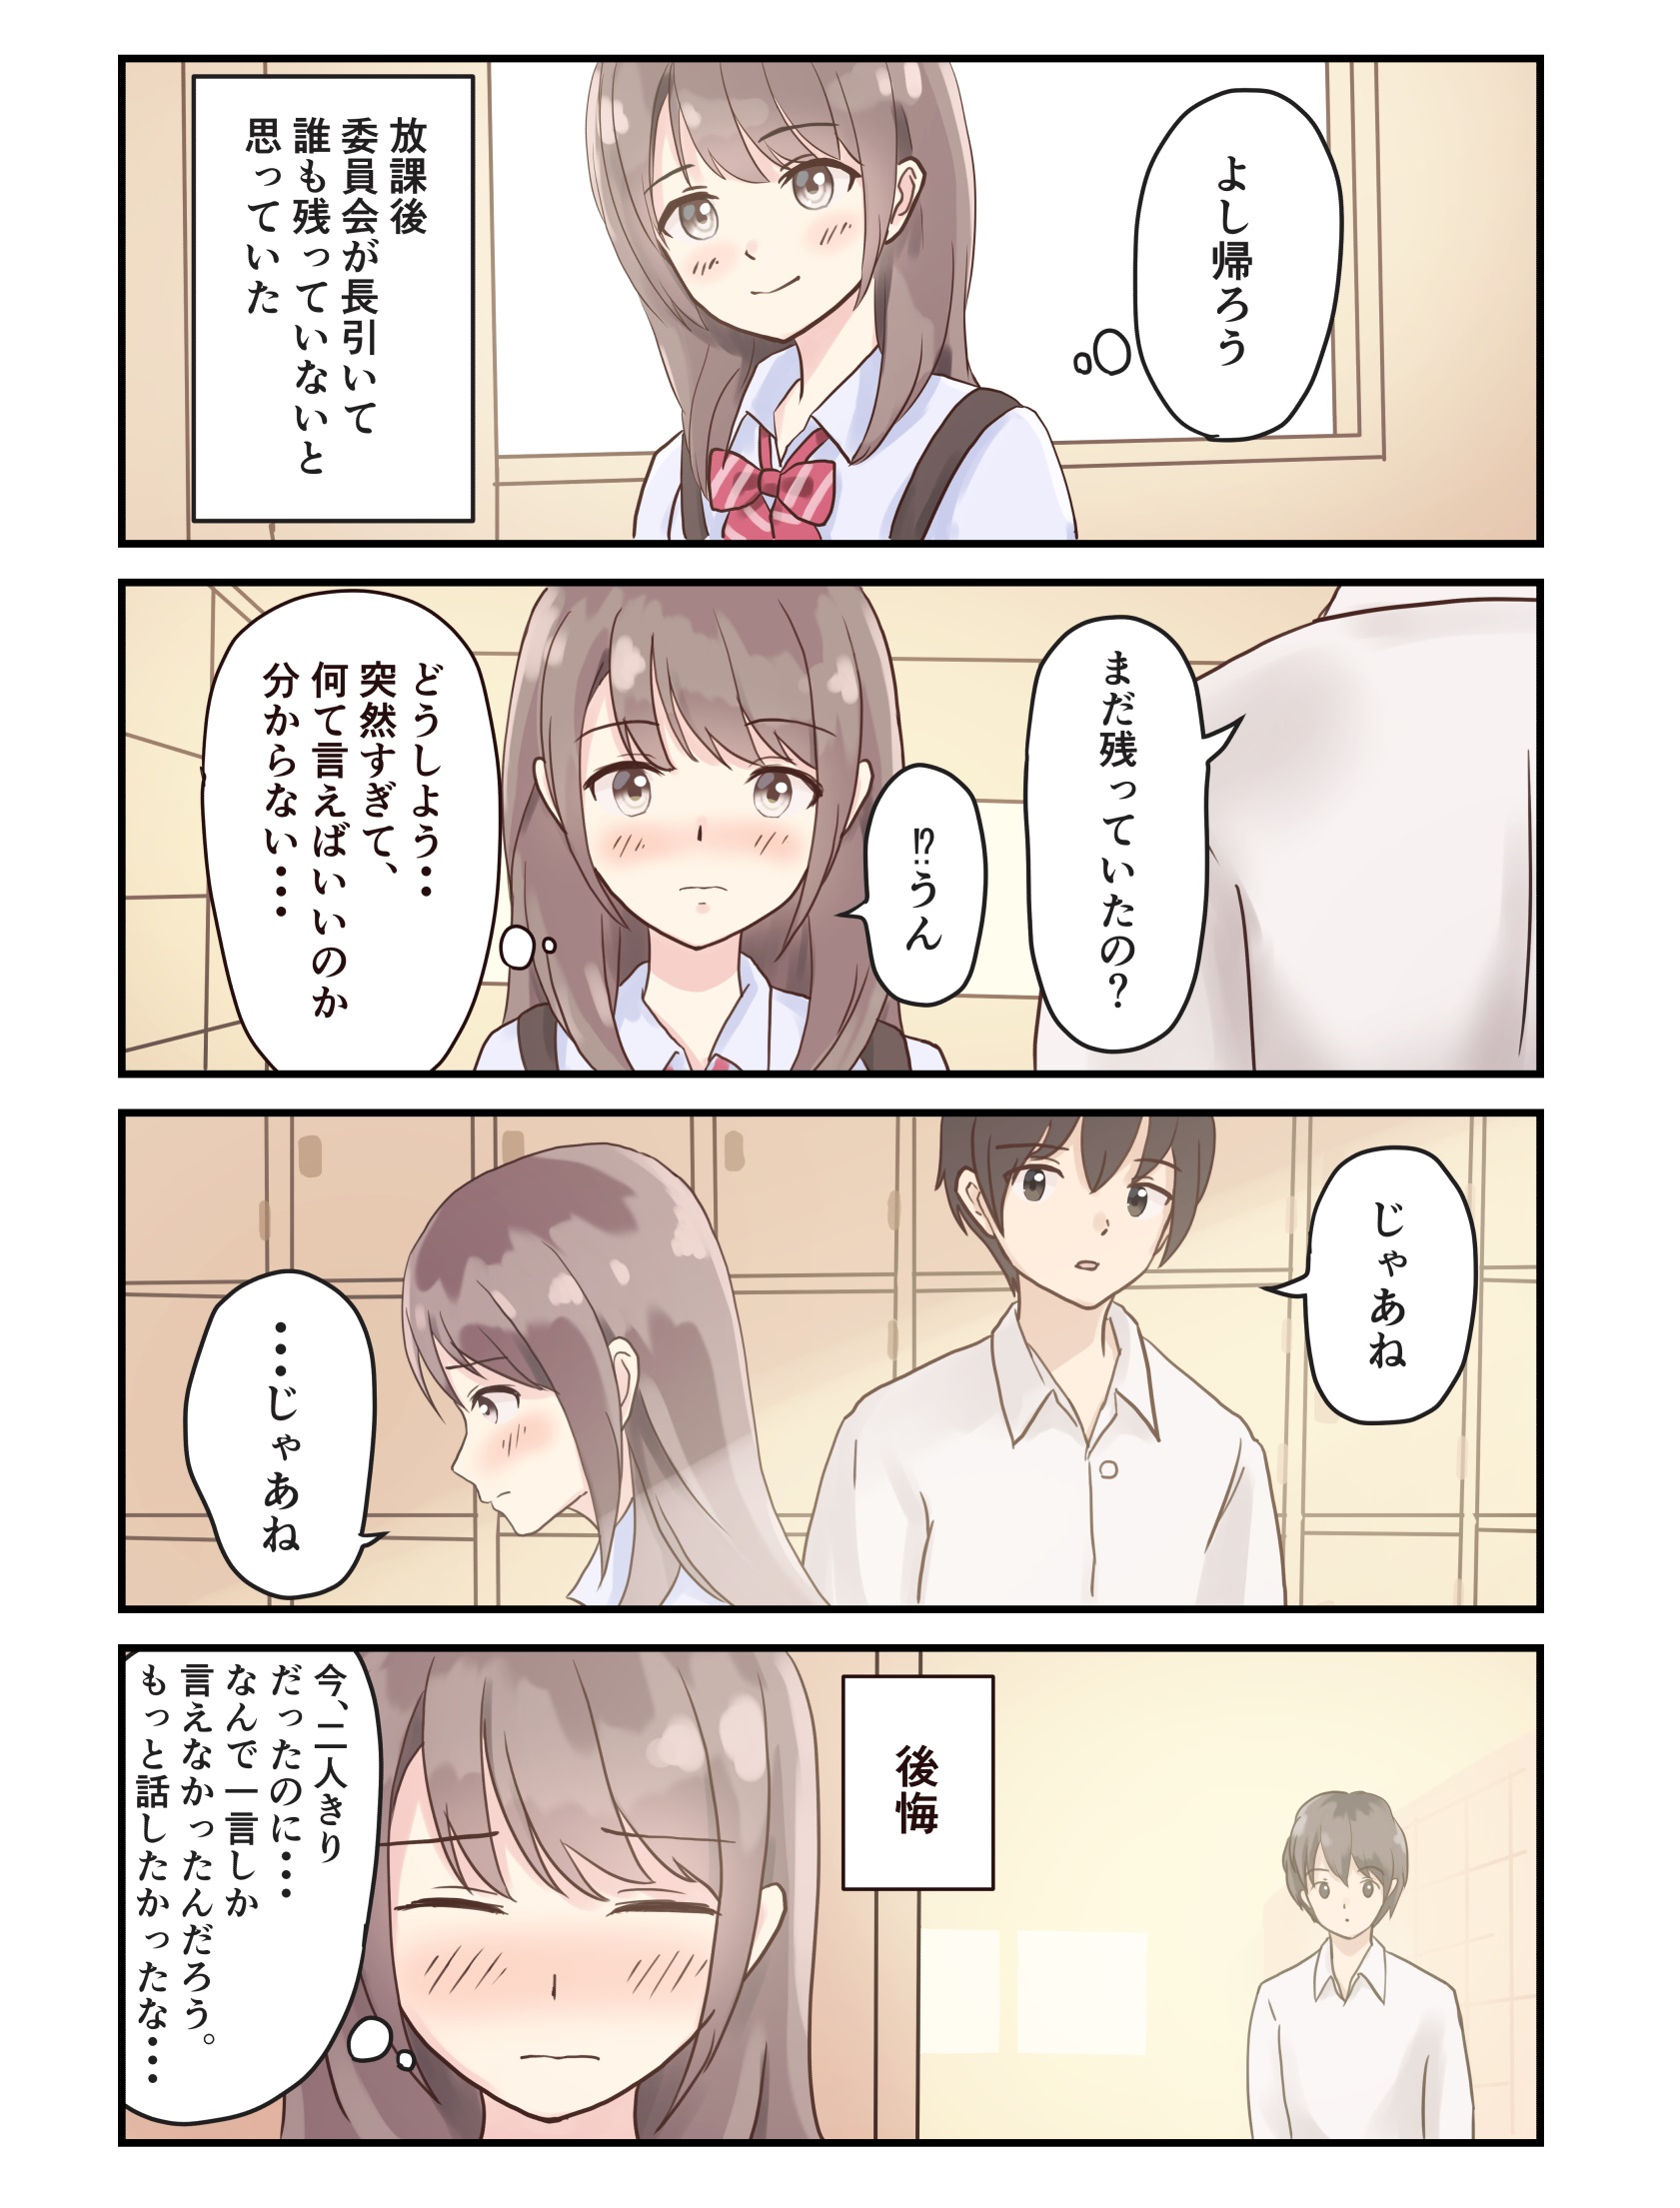 よし帰ろう
放課後
委員会が長引いて
誰も残っていないと
思っていた
まだ残っていたの？
⁉うん
どうしよう・・
突然すぎて、
何て言えばいいのか
分からない・・・
じゃあね
・・・じゃあね
後悔
今、二人きり
だったのに・・・
なんで一言しか
言えなかったんだろう。
もっと話したかったな・・・